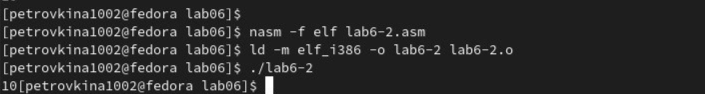 [petrovkina1002@fedora lab06]$
[petrovkina1002@fedora lab06]$ nasm -f elf lab6-2.asm
[petrovkina1002@fedora lab06]$ ld -m elf_i386 -o lab6-2 lab6-2.o
[petrovkina1002@fedora lab06]$ ./lab6-2
10[petrovkina1002@fedora lab06]$